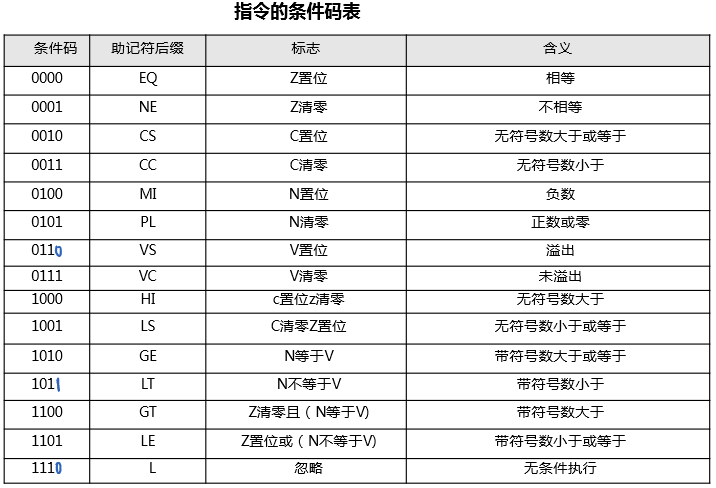 指令的条件码表
条件码 助记符后缀 标志 含义
0000 EQ Z置位 相等
0001 NE Z清零 不相等
0010 CS C置位 无符号数大于或等于
0011 CC C清零 无符号数小于
0100 MI N置位 负数
0101 PL N清零 正数或零
0110 VS V置位 溢出
0111 VC V清零 未溢出
1000 HI c置位z清零 无符号数大于
1001 LS C清零Z置位 无符号数小于或等于
1010 GE N等于V 带符号数大于或等于
1011 LT N不等于V 带符号数小于
1100 GT Z清零且（N等于V) 带符号数大于
1101 LE Z置位或（N不等于V) 带符号数小于或等于
1110 L 忽略 无条件执行